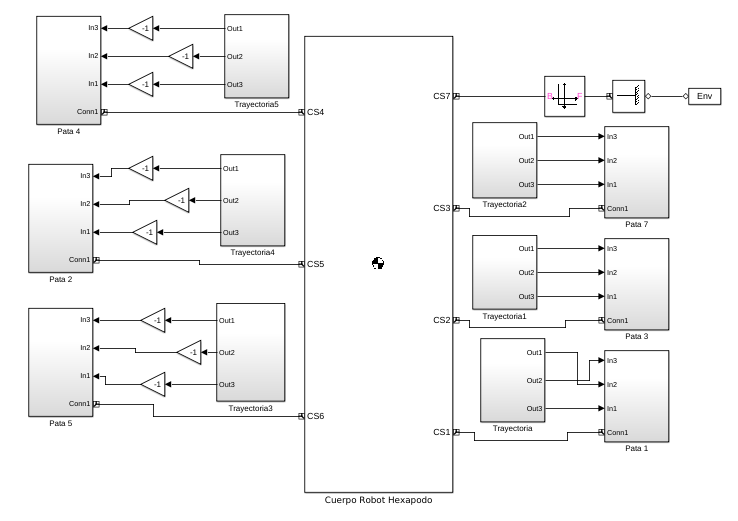 In3
-1
Out1
In2
-1
Out2
In1
-1
Out3
Trayectoria5
Conn1
CS4
Pata 4
In3
-1
Out1
In2
-1
Out2
In1
-1
Out3
Trayectoria4
Conn1
CS5
Pata 2
In3
-1
Out1
In2
-1
Out2
In1
-1
Out3
Trayectoria3
Conn1
CS6
Pata 5
Cuerpo Robot Hexapodo
CS7
B
F
Env
Out1
In3
Out2
In2
Out3
In1
Trayectoria2
CS3
Conn1
Pata 7
Out1
In3
Out2
In2
Out3
In1
Trayectoria1
CS2
Conn1
Pata 3
Out1
In3
Out2
In2
Out3
In1
Trayectoria
CS1
Conn1
Pata 1